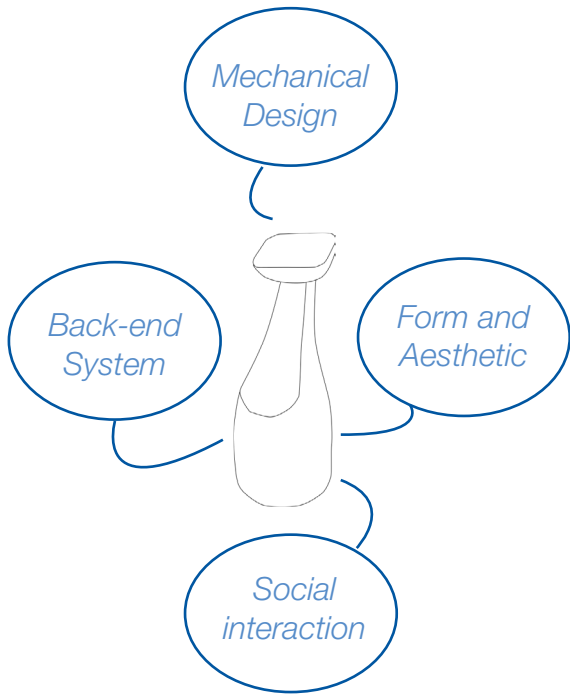 Mechanical
Design
Back-end
System
Form and
Aesthetic
Social
interaction